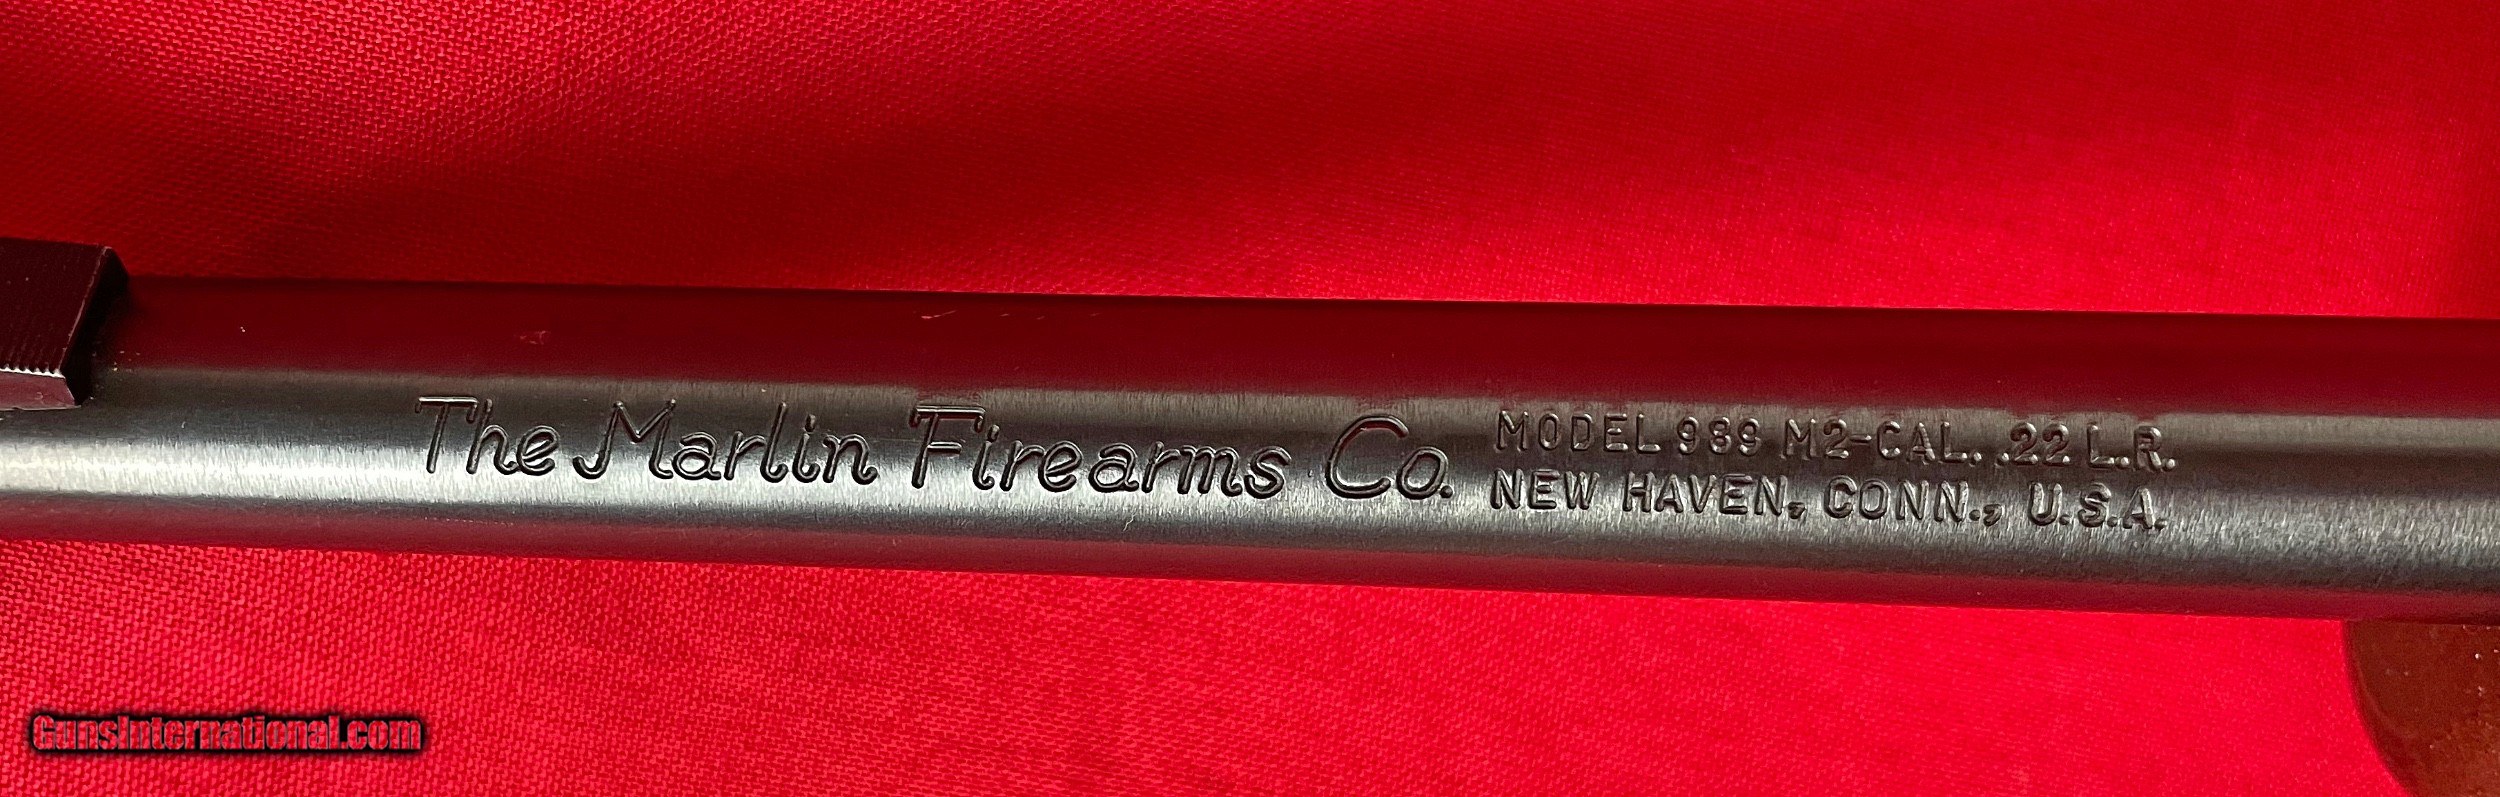 The Marlin Firearms Co.
MODEL 989 M2-CAL. .22 L.R.
NEW HAVEN, CONN., U.S.A.
GunsInternational.com